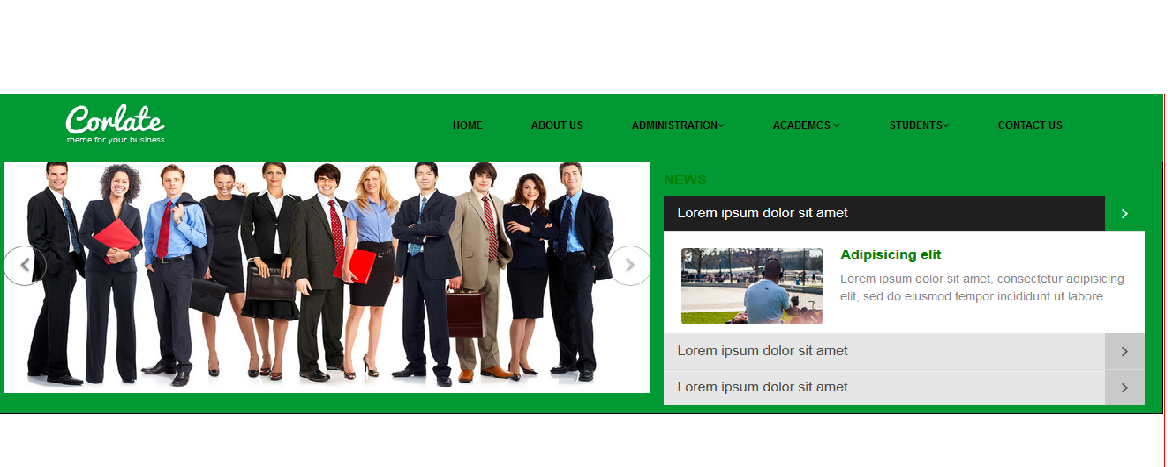 Corlate
theme for your business
HOME
ABOUT US
ADMINISTRATION
ACADEMCS
STUDENTS
CONTACT US
NEWS
Lorem ipsum dolor sit amet
Adipisicing elit
Lorem ipsum dolor sit amet, consectetur adipisicing
elit, sed do eiusmod tempor incididunt ut labore
Lorem ipsum dolor sit amet
Lorem ipsum dolor sit amet